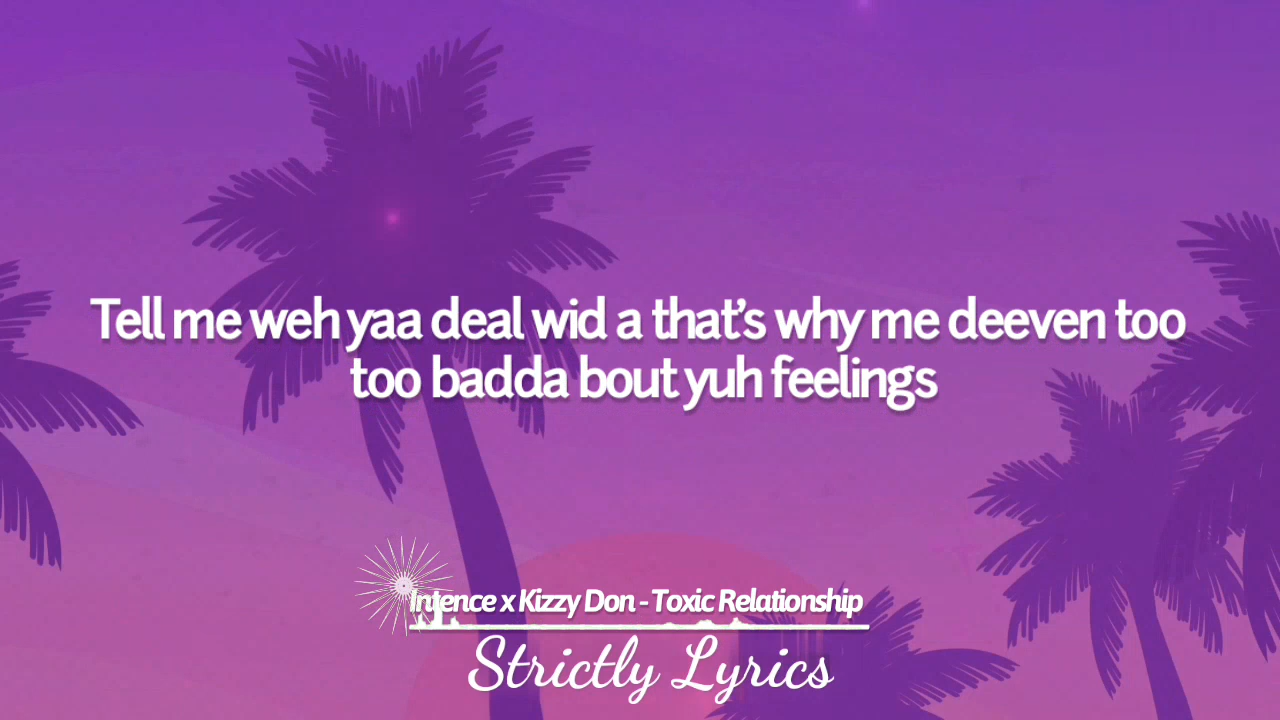 Tell me weh yaa deal wid a that’s why me deeven too
too badda bout yuh feelings
Intence x Kizzy Don - Toxic Relationship
Strictly Lyrics